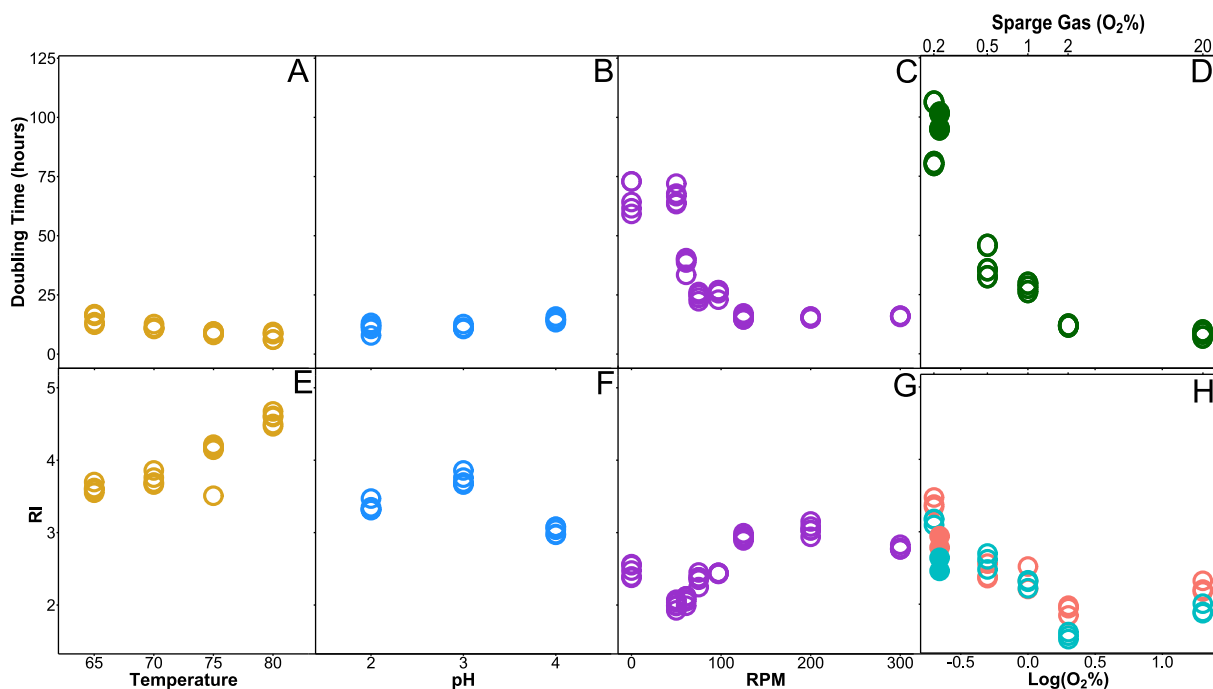 Sparge Gas (O₂%)
0.2 0.5 1 2 20
A B C D
Doubling Time (hours)
125
100
75
50
25
0
E F G H
RI
5
4
3
2
65 70 75 80 2 3 4 0 100 200 300 -0.5 0.0 0.5 1.0
Temperature pH RPM Log(O₂%)